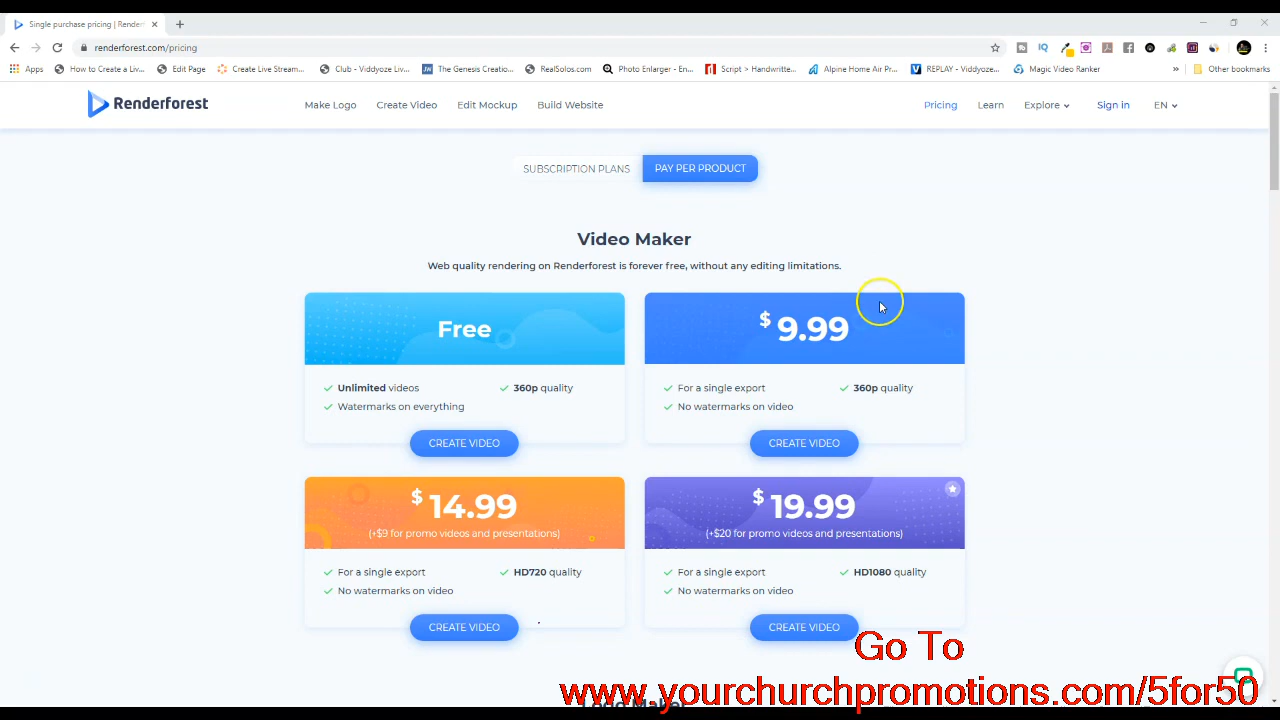 Single purchase pricing | Render
renderforest.com/pricing
Apps How to Create a Liv... Edit Page Create Live Stream... Club - Viddyoze Liv... The Genesis Creatio... RealSolos.com Photo Enlarger - En... Script > Handwritte... Alpine Home Air Pr... REPLAY - Viddyoze... Magic Video Ranker » Other bookmarks
Renderforest Make Logo Create Video Edit Mockup Build Website Pricing Learn Explore Sign in EN
SUBSCRIPTION PLANS PAY PER PRODUCT
Video Maker
Web quality rendering on Renderforest is forever free, without any editing limitations.
Free
Unlimited videos 360p quality
Watermarks on everything
CREATE VIDEO
$ 9.99
For a single export 360p quality
No watermarks on video
CREATE VIDEO
$ 14.99
(+$9 for promo videos and presentations)
For a single export HD720 quality
No watermarks on video
CREATE VIDEO
$ 19.99
(+$20 for promo videos and presentations)
For a single export HD1080 quality
No watermarks on video
CREATE VIDEO
Go To
www.yourchurchpromotions.com/5for50
Logo Maker